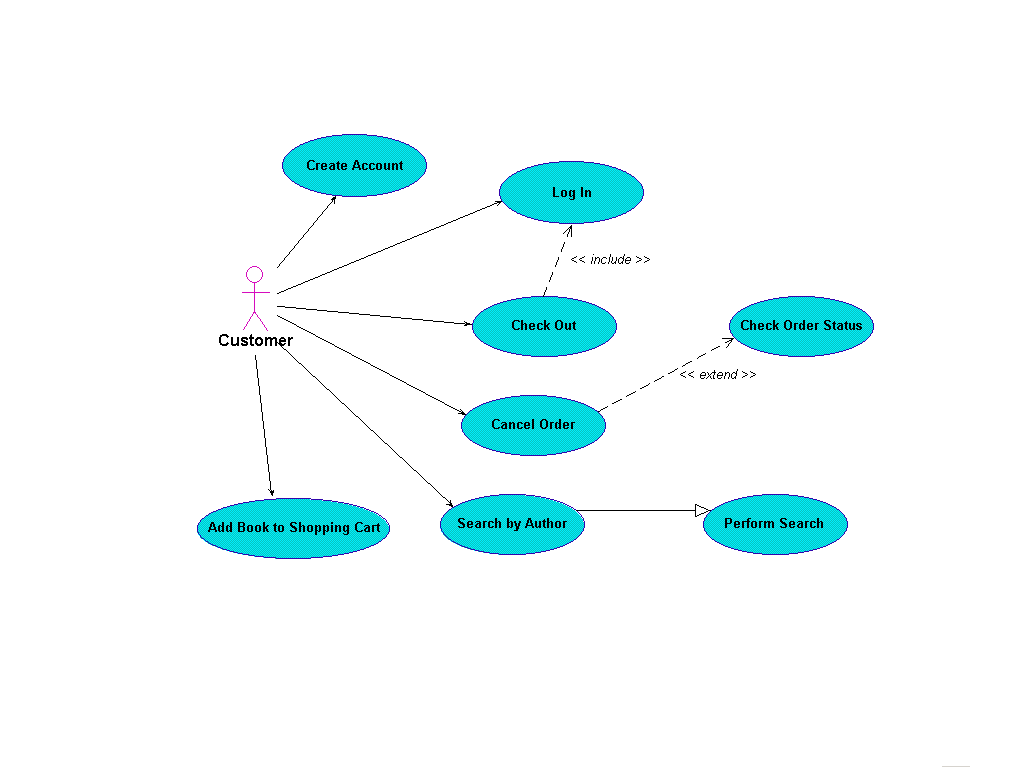 Create Account
Log In
<< include >>
Check Out
Check Order Status
Customer
<< extend >>
Cancel Order
Add Book to Shopping Cart
Search by Author
Perform Search